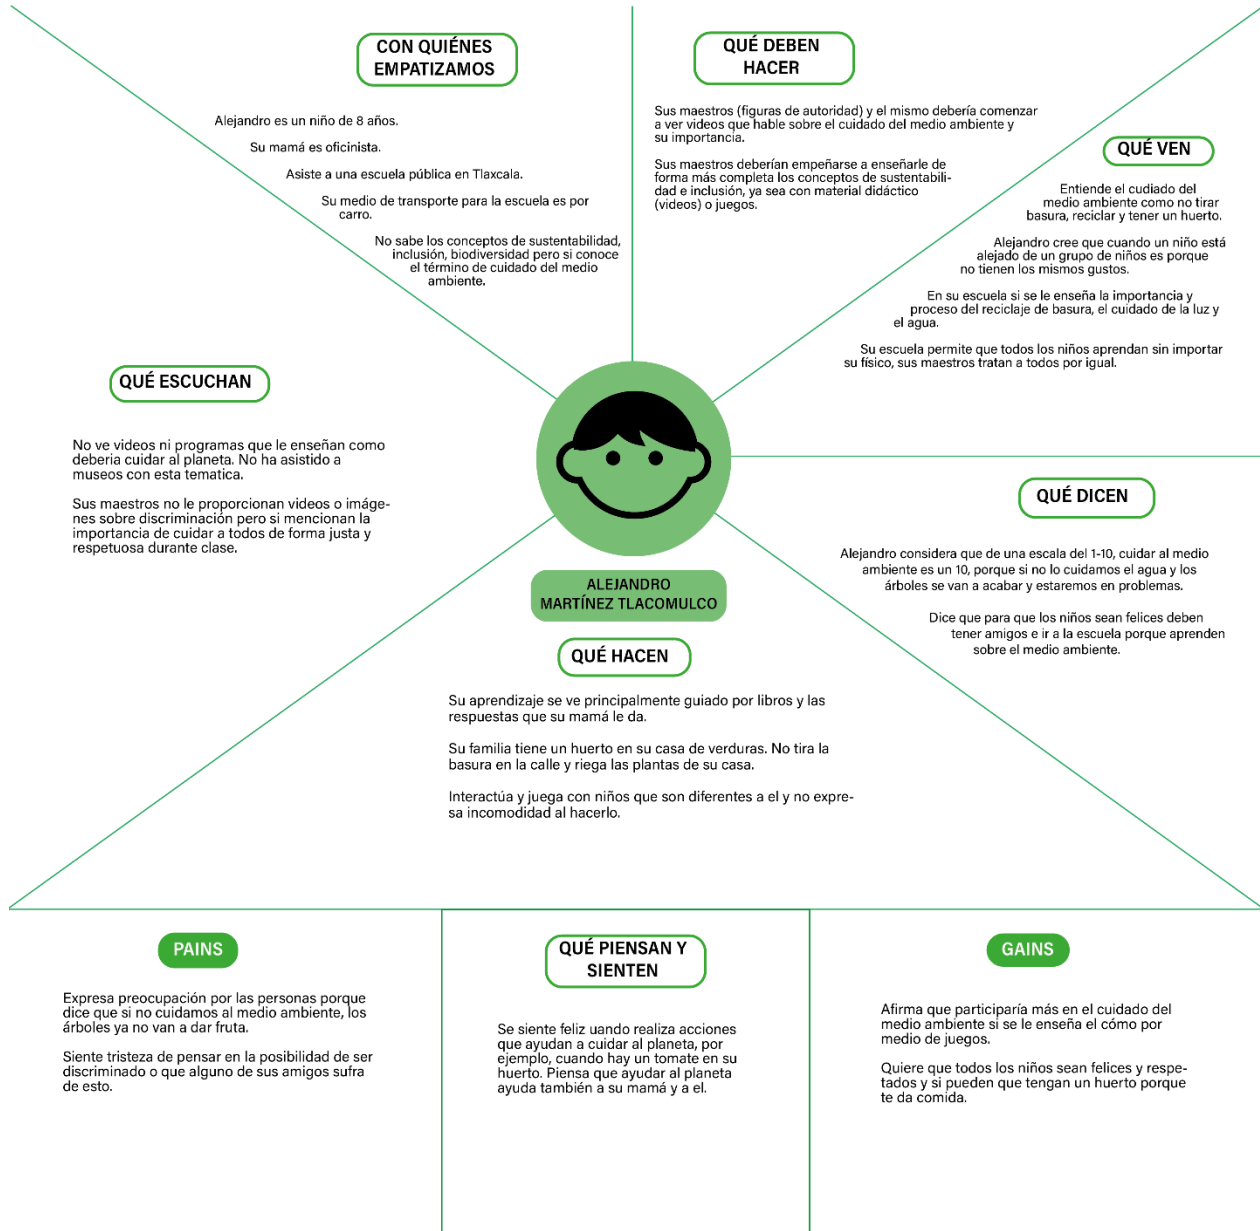 CON QUIÉNES
EMPATIZAMOS
Alejandro es un niño de 8 años.
Su mamá es oficinista.
Asiste a una escuela pública en Tlaxcala.
Su medio de transporte para la escuela es por
carro.
No sabe los conceptos de sustentabilidad,
inclusión, biodiversidad pero si conoce
el término de cuidado del medio
ambiente.
QUÉ DEBEN
HACER
Sus maestros (figuras de autoridad) y el mismo debería comenzar
a ver videos que hable sobre el cuidado del medio ambiente y
su importancia.
Sus maestros deberían empeñarse a enseñarle de
forma más completa los conceptos de sustentabili-
dad e inclusión, ya sea con material didáctico
(videos) o juegos.
QUÉ VEN
Entiende el cudiado del
medio ambiente como no tirar
basura, reciclar y tener un huerto.
Alejandro cree que cuando un niño está
alejado de un grupo de niños es porque
no tienen los mismos gustos.
En su escuela si se le enseña la importancia y
proceso del reciclaje de basura, el cuidado de la luz y
el agua.
Su escuela permite que todos los niños aprendan sin importar
su físico, sus maestros tratan a todos por igual.
QUÉ ESCUCHAN
No ve videos ni programas que le enseñan como
deberia cuidar al planeta. No ha asistido a
museos con esta tematica.
Sus maestros no le proporcionan videos o imáge-
nes sobre discriminación pero si mencionan la
importancia de cuidar a todos de forma justa y
respetuosa durante clase.
QUÉ DICEN
Alejandro considera que de una escala del 1-10, cuidar al medio
ambiente es un 10, porque si no lo cuidamos el agua y los
árboles se van a acabar y estaremos en problemas.
Dice que para que los niños sean felices deben
tener amigos e ir a la escuela porque aprenden
sobre el medio ambiente.
ALEJANDRO
MARTÍNEZ TLACOMULCO
QUÉ HACEN
Su aprendizaje se ve principalmente guiado por libros y las
respuestas que su mamá le da.
Su familia tiene un huerto en su casa de verduras. No tira la
basura en la calle y riega las plantas de su casa.
Interactúa y juega con niños que son diferentes a el y no expre-
sa incomodidad al hacerlo.
PAINS
Expresa preocupación por las personas porque
dice que si no cuidamos al medio ambiente, los
árboles ya no van a dar fruta.
Siente tristeza de pensar en la posibilidad de ser
discriminado o que alguno de sus amigos sufra
de esto.
QUÉ PIENSAN Y
SIENTEN
Se siente feliz uando realiza acciones
que ayudan a cuidar al planeta, por
ejemplo, cuando hay un tomate en su
huerto. Piensa que ayudar al planeta
ayuda también a su mamá y a el.
GAINS
Afirma que participaría más en el cuidado del
medio ambiente si se le enseña el cómo por
medio de juegos.
Quiere que todos los niños sean felices y respe-
tados y si pueden que tengan un huerto porque
te da comida.